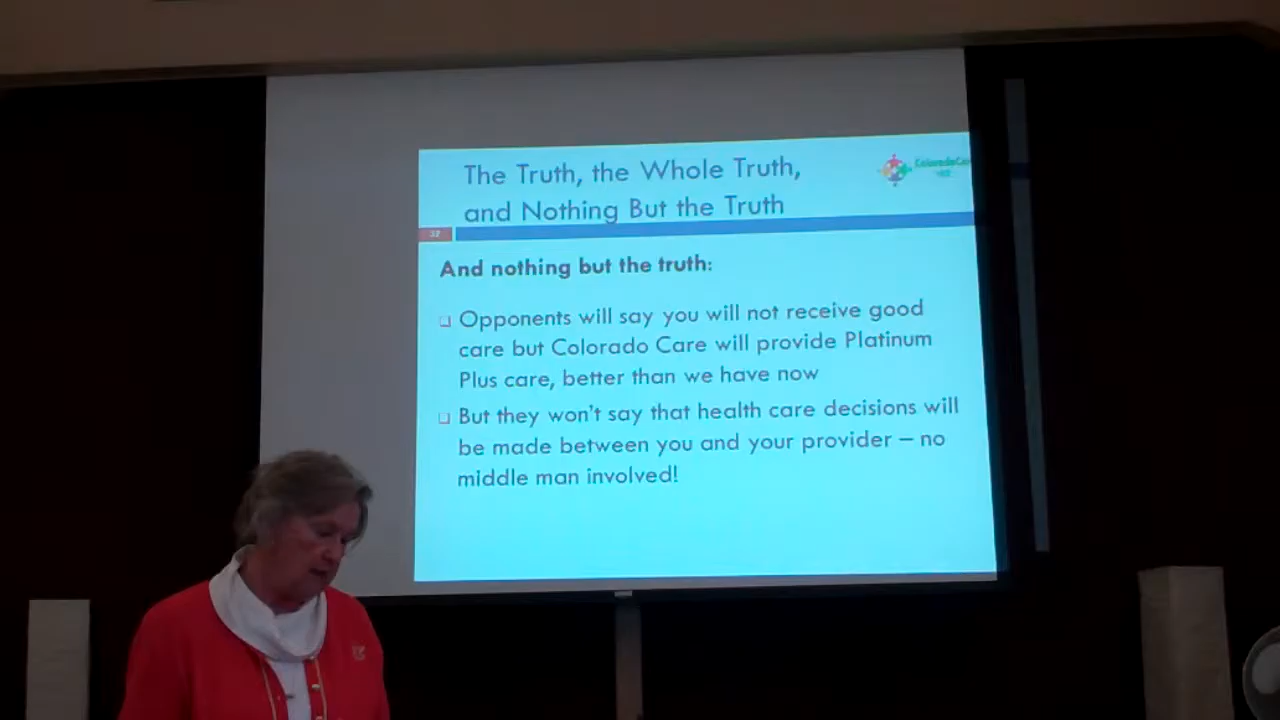 The Truth, the Whole Truth,
and Nothing But the Truth
ColoradoCa
32
And nothing but the truth:
Opponents will say you will not receive good
care but Colorado Care will provide Platinum
Plus care, better than we have now
But they won't say that health care decisions will
be made between you and your provider – no
middle man involved!